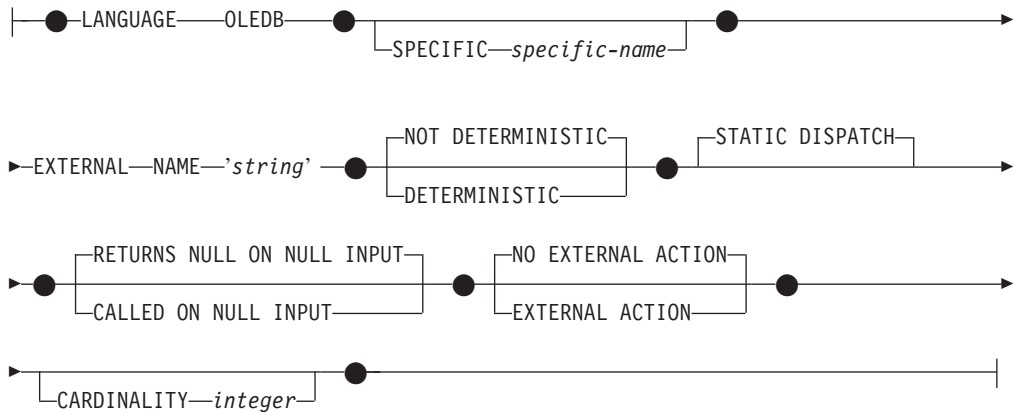 LANGUAGE OLEDB
SPECIFIC specific-name
EXTERNAL NAME 'string'
NOT DETERMINISTIC
DETERMINISTIC
STATIC DISPATCH
RETURNS NULL ON NULL INPUT
CALLED ON NULL INPUT
NO EXTERNAL ACTION
EXTERNAL ACTION
CARDINALITY integer